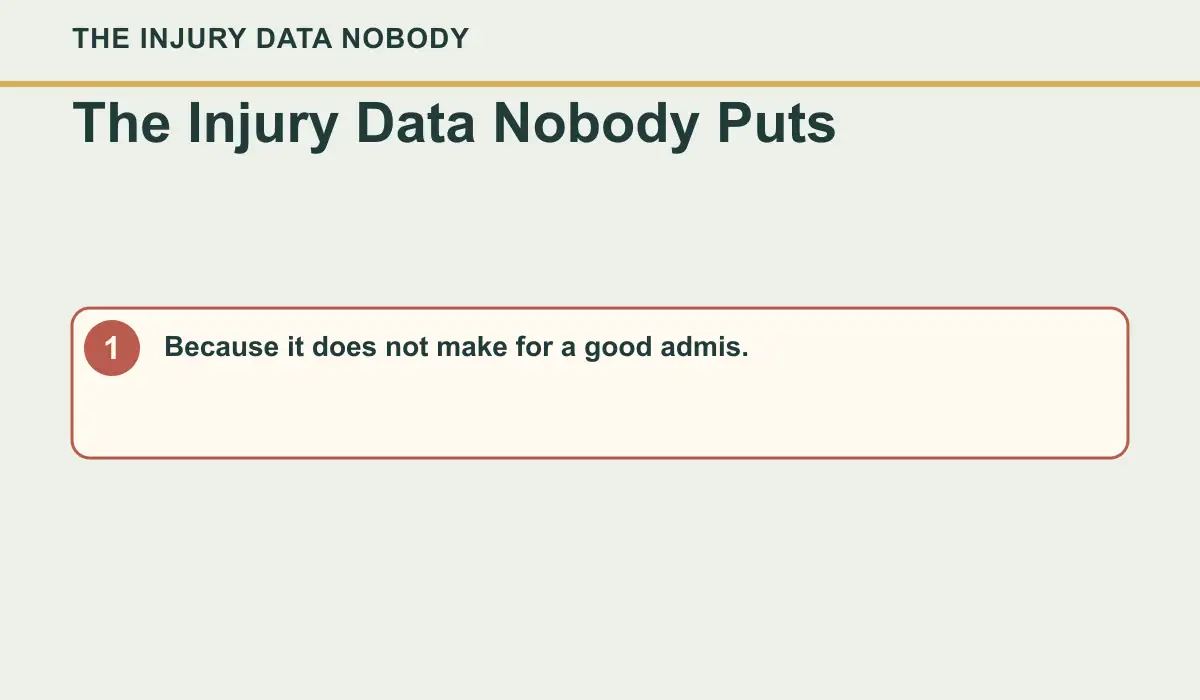 THE INJURY DATA NOBODY
The Injury Data Nobody Puts
1
Because it does not make for a good admis.